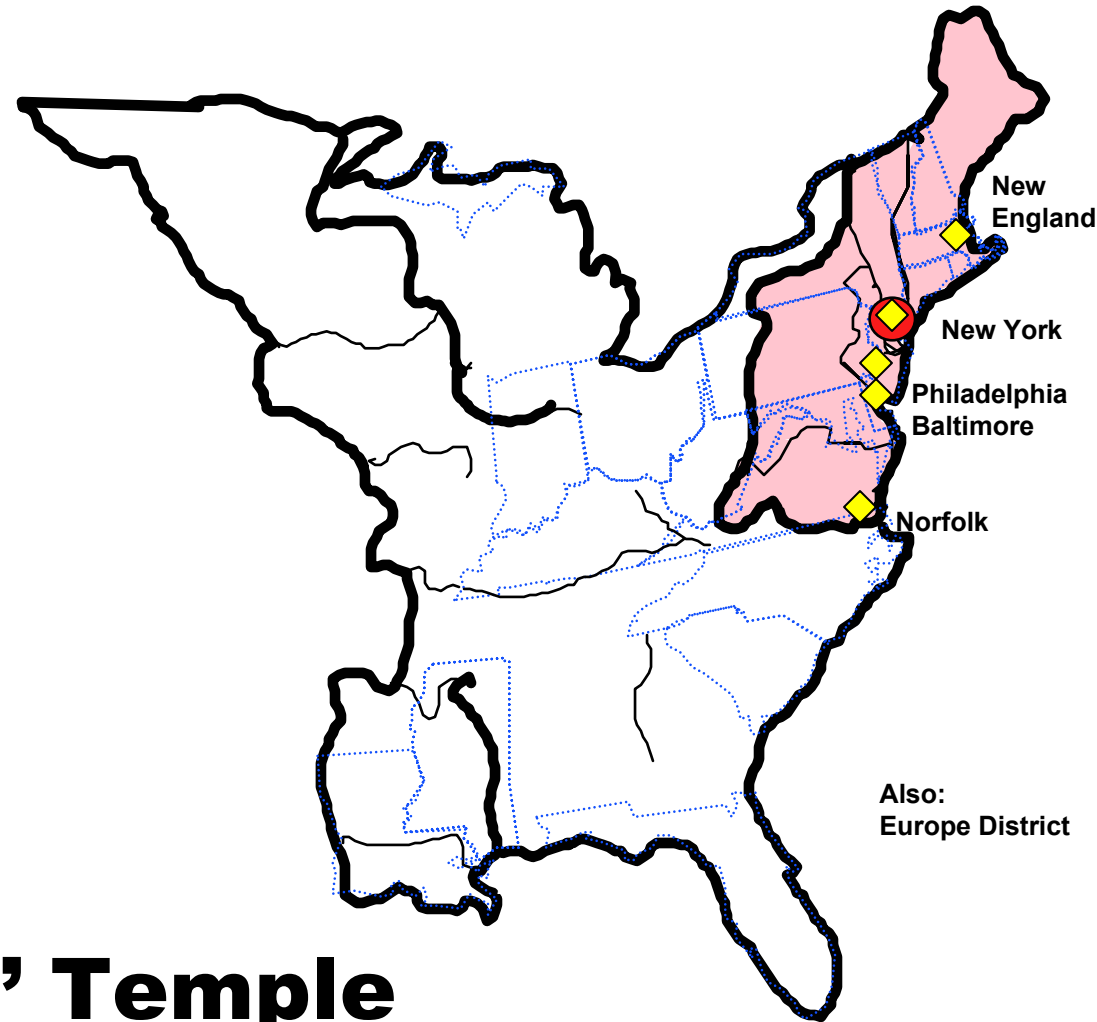 New
England
New York
Philadelphia
Baltimore
Norfolk
Also:
Europe District
’ Temple